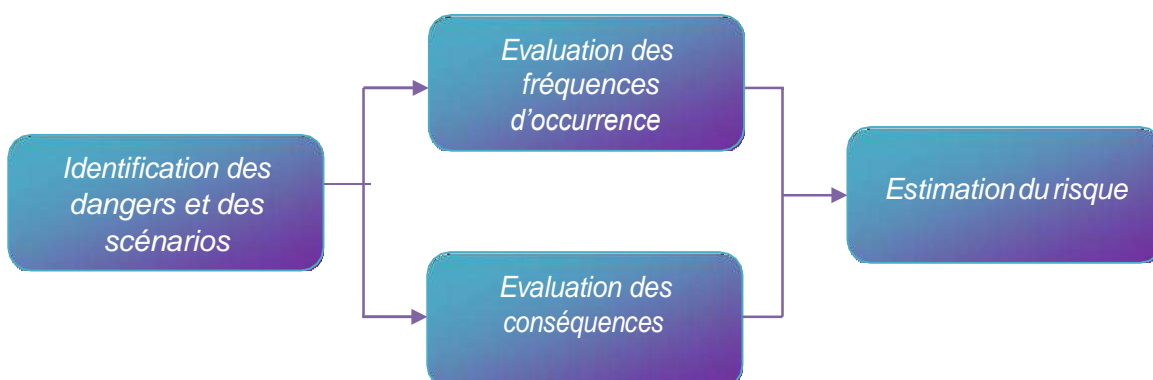 Identification des
dangers et des
scénarios
Evaluation des
fréquences
d’occurrence
Evaluation des
conséquences
Estimation du risque